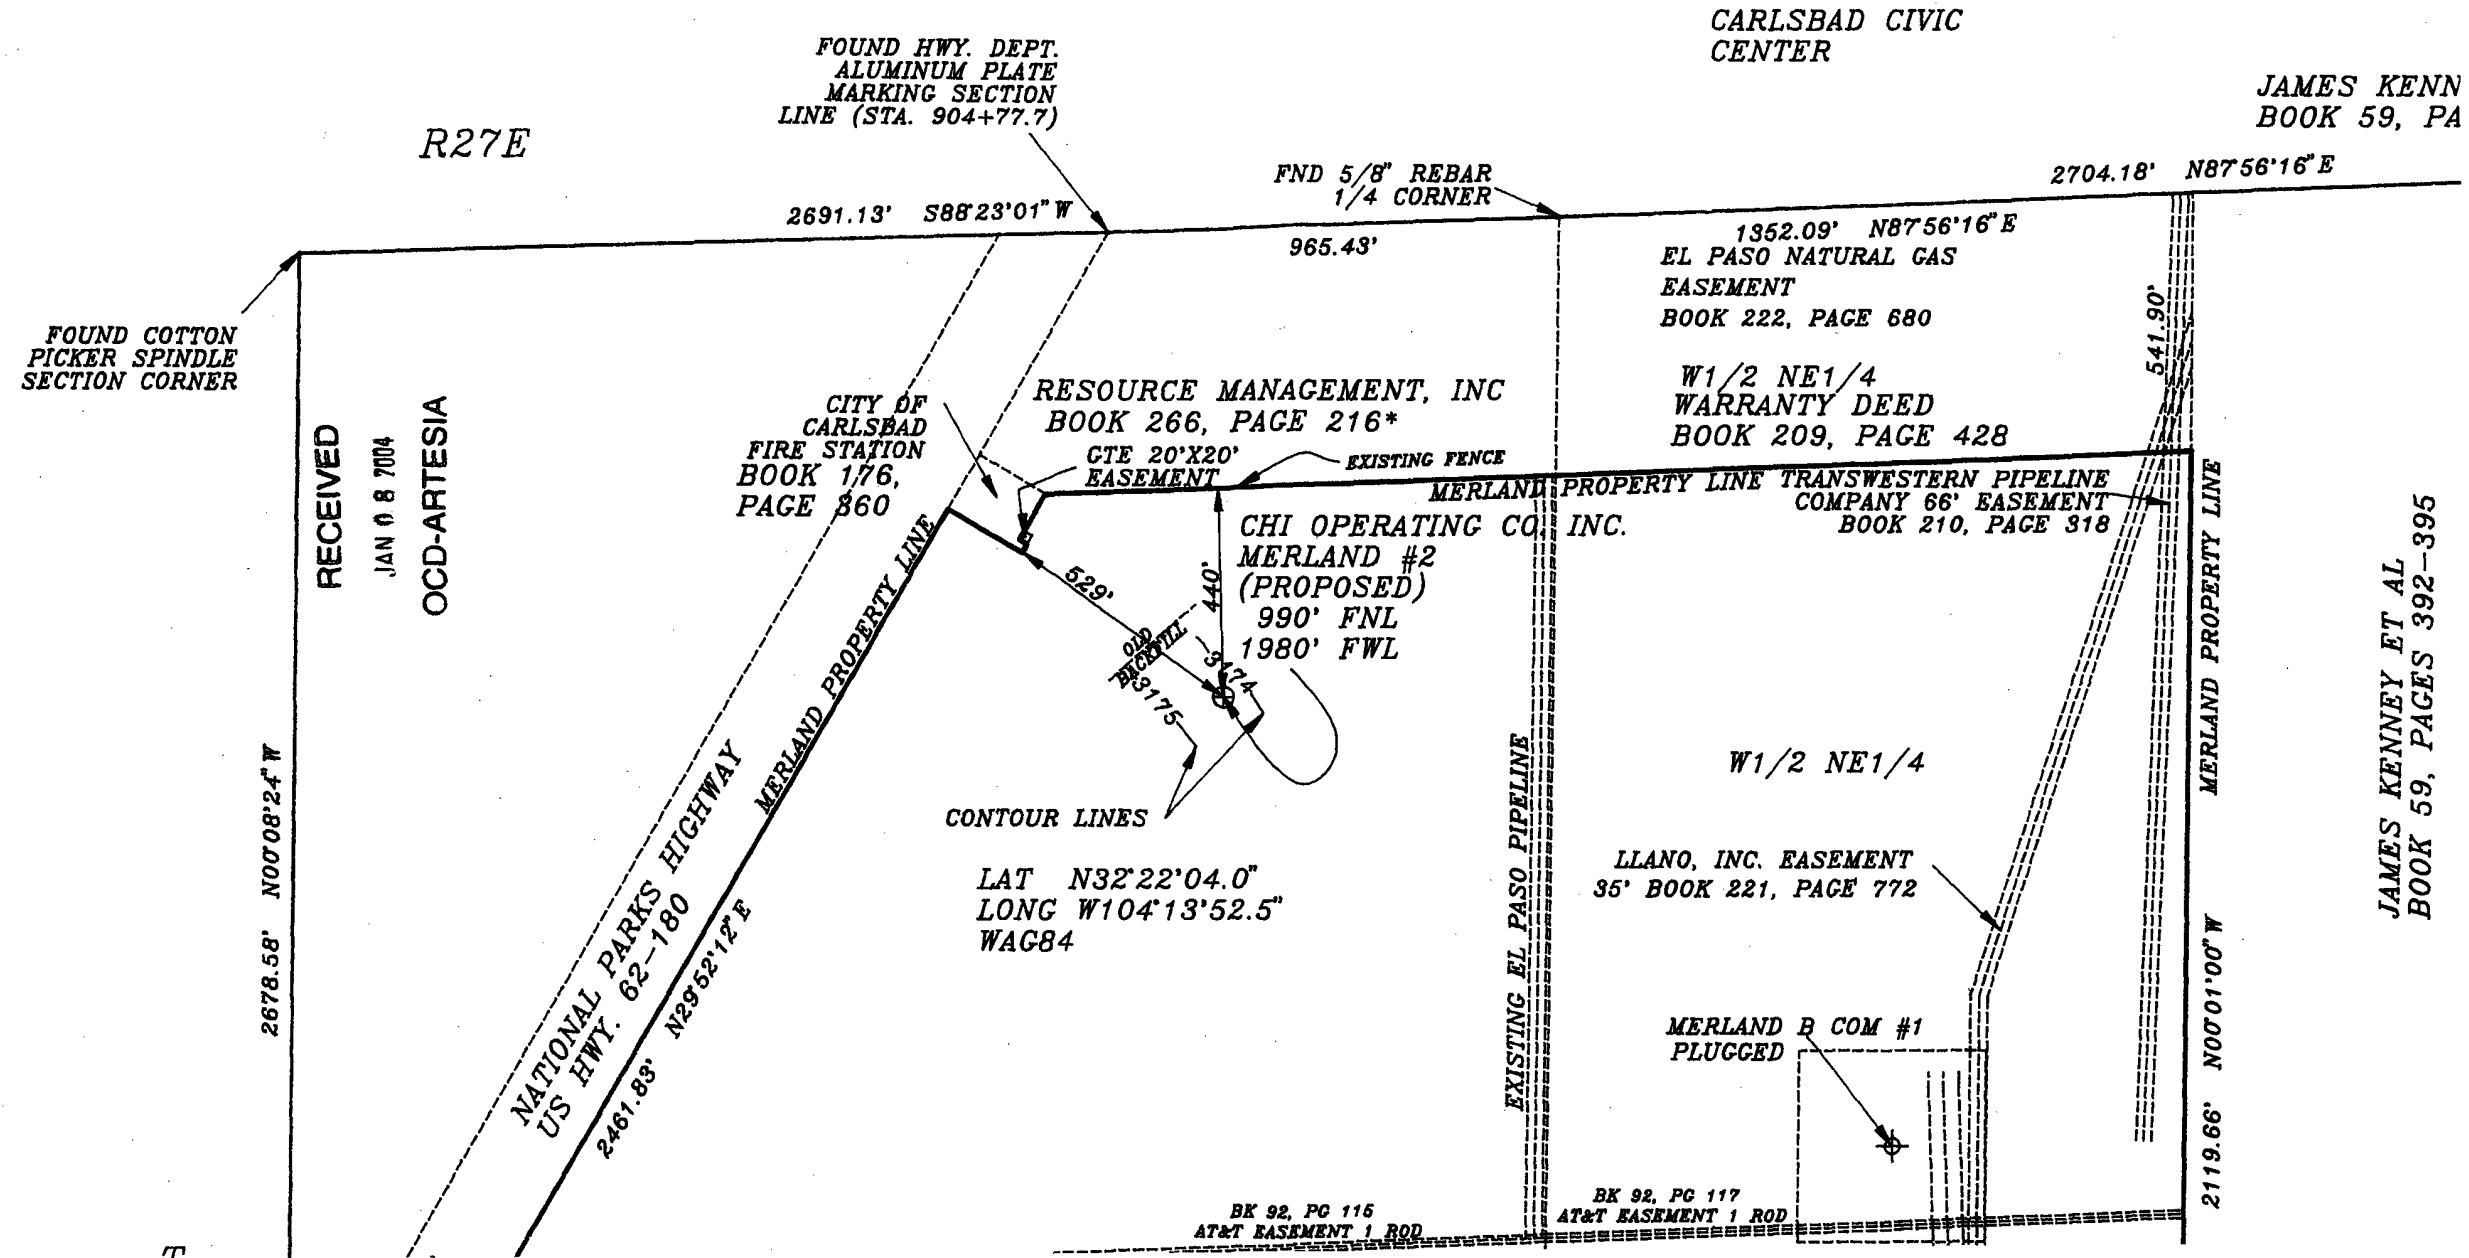 CARLSBAD CIVIC
CENTER
FOUND HWY. DEPT.
ALUMINUM PLATE
MARKING SECTION
LINE (STA. 904+77.7)
JAMES KENN
BOOK 59, PA
R27E
FND 5/8" REBAR
1/4 CORNER
2704.18' N87°56'16" E
2691.13' S88°23'01" W
965.43'
1352.09' N87°56'16" E
EL PASO NATURAL GAS
EASEMENT
BOOK 222, PAGE 680
541.90'
FOUND COTTON
PICKER SPINDLE
SECTION CORNER
RECEIVED
JAN 08 2004
OCD-ARTESIA
CITY OF
CARLSBAD
FIRE STATION
BOOK 176,
PAGE 860
RESOURCE MANAGEMENT, INC
BOOK 266, PAGE 216*
GTE 20'X20'
EASEMENT
EXISTING FENCE
W1/2 NE1/4
WARRANTY DEED
BOOK 209, PAGE 428
MERLAND PROPERTY LINE
TRANSWESTERN PIPELINE
COMPANY 66' EASEMENT
BOOK 210, PAGE 318
MERLAND PROPERTY LINE
MERLAND PROPERTY LINE
JAMES KENNEY ET AL
BOOK 59, PAGES 392-395
CHI OPERATING CO. INC.
MERLAND #2
(PROPOSED)
990' FNL
1980' FWL
529'
440'
OLD
BACKFILL
3174
3175
CONTOUR LINES
LAT N32°22'04.0"
LONG W104°13'52.5"
WAG84
2678.58' N00°08'24" W
NATIONAL PARKS HIGHWAY
US HWY. 62-180
2461.83' N29°52'12" E
EXISTING EL PASO PIPELINE
W1/2 NE1/4
LLANO, INC. EASEMENT
35' BOOK 221, PAGE 772
MERLAND B COM #1
PLUGGED
2119.66' N00°01'00" W
BK 92, PG 115
AT&T EASEMENT 1 ROD
BK 92, PG 117
AT&T EASEMENT 1 ROD